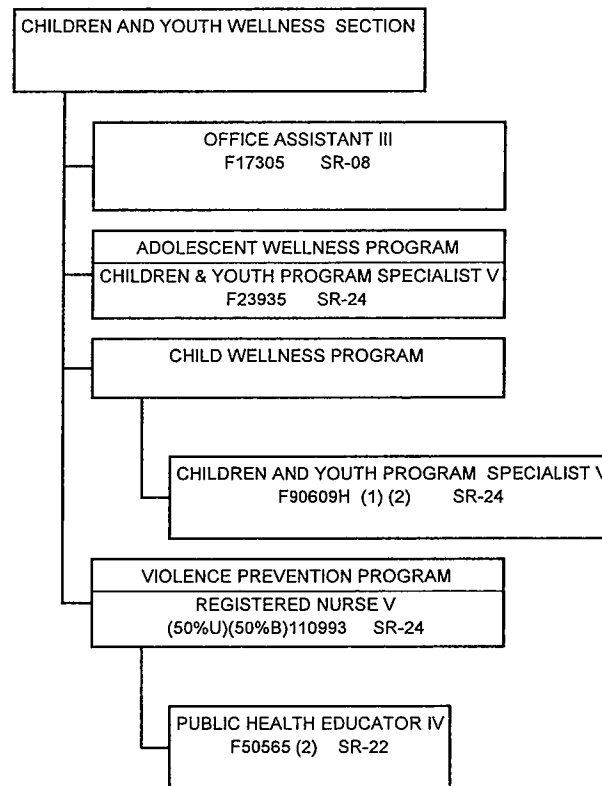 CHILDREN AND YOUTH WELLNESS SECTION
OFFICE ASSISTANT III
F17305 SR-08
ADOLESCENT WELLNESS PROGRAM
CHILDREN & YOUTH PROGRAM SPECIALIST V
F23935 SR-24
CHILD WELLNESS PROGRAM
CHILDREN AND YOUTH PROGRAM SPECIALIST V
F90609H (1) (2) SR-24
VIOLENCE PREVENTION PROGRAM
REGISTERED NURSE V
(50%U)(50%B)110993 SR-24
PUBLIC HEALTH EDUCATOR IV
F50565 (2) SR-22